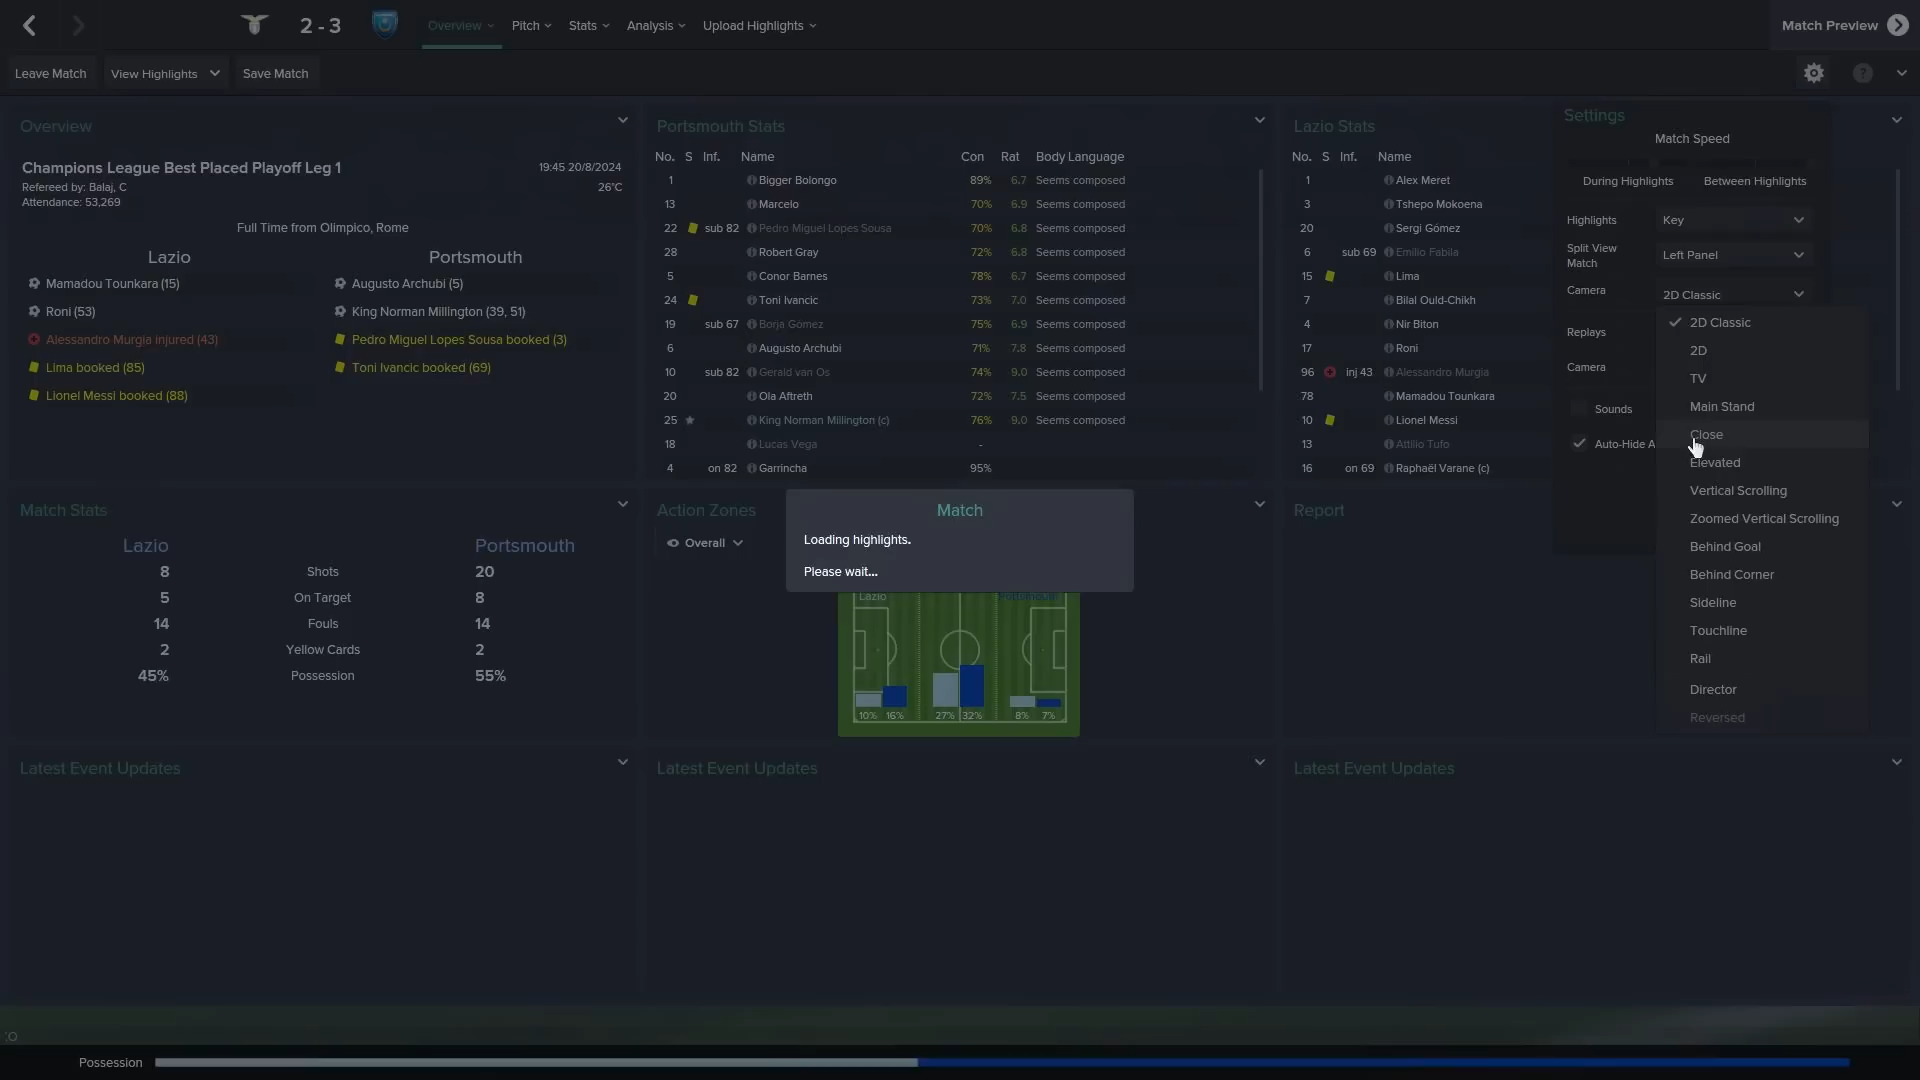 2 - 3
Overview
Pitch
Stats
Analysis
Upload Highlights
Match Preview
Leave Match
View Highlights
Save Match
?
Overview
Champions League Best Placed Playoff Leg 1
19:45 20/8/2024
Refereed by: Balaj, C
26°C
Attendance: 53,269
Full Time from Olimpico, Rome
Lazio
Portsmouth
Mamadou Tounkara (15)
Augusto Archubi (5)
Roni (53)
King Norman Millington (39, 51)
Alessandro Murgia injured (43)
Pedro Miguel Lopes Sousa booked (3)
Lima booked (85)
Toni Ivancic booked (69)
Lionel Messi booked (88)
Portsmouth Stats
No. S Inf. Name Con Rat Body Language
1 Bigger Bolongo 89% 6.7 Seems composed
13 Marcelo 70% 6.9 Seems composed
22 sub 82 Pedro Miguel Lopes Sousa 70% 6.8 Seems composed
28 Robert Gray 72% 6.8 Seems composed
5 Conor Barnes 78% 6.7 Seems composed
24 Toni Ivancic 73% 7.0 Seems composed
19 sub 67 Borja Gómez 75% 6.9 Seems composed
6 Augusto Archubi 71% 7.8 Seems composed
10 sub 82 Gerald van Os 74% 9.0 Seems composed
20 Ola Aftreth 72% 7.5 Seems composed
25 King Norman Millington (c) 76% 9.0 Seems composed
18 Lucas Vega -
4 on 82 Garrincha 95%
Lazio Stats
No. S Inf. Name
1 Alex Meret
3 Tshepo Mokoena
20 Sergi Gómez
6 sub 69 Emilio Fabila
15 Lima
7 Bilal Ould-Chikh
4 Nir Biton
17 Roni
96 inj 43 Alessandro Murgia
78 Mamadou Tounkara
10 Lionel Messi
13 Attilio Tufo
16 on 69 Raphaël Varane (c)
Settings
Match Speed
During Highlights
Between Highlights
Highlights
Key
Split View
Match
Left Panel
Camera
2D Classic
Replays
Camera
Sounds
Auto-Hide A
2D Classic
2D
TV
Main Stand
Close
Elevated
Vertical Scrolling
Zoomed Vertical Scrolling
Behind Goal
Behind Corner
Sideline
Touchline
Rail
Director
Reversed
Match Stats
Lazio
Portsmouth
8 Shots 20
5 On Target 8
14 Fouls 14
2 Yellow Cards 2
45% Possession 55%
Action Zones
Overall
Match
Loading highlights.
Please wait...
Lazio
Portsmouth
10% 16% 27% 32% 8% 7%
Report
Latest Event Updates
Latest Event Updates
Latest Event Updates
Possession